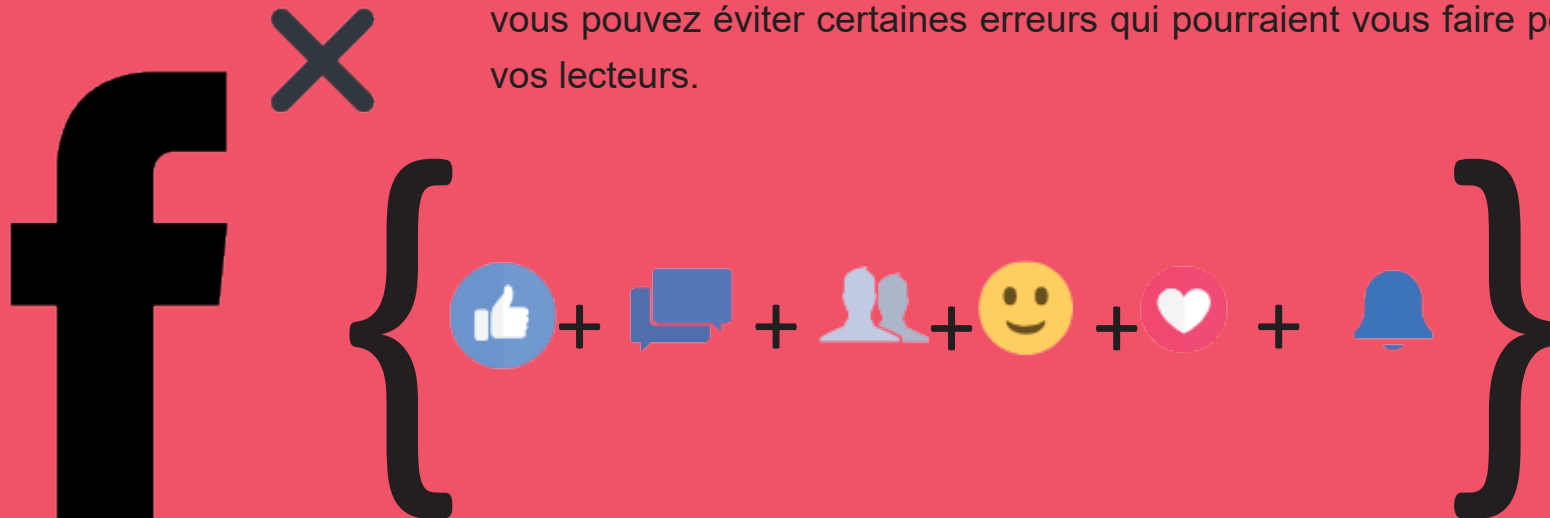 vous pouvez éviter certaines erreurs qui pourraient vous faire
vos lecteurs.
f
{ + + + + + }